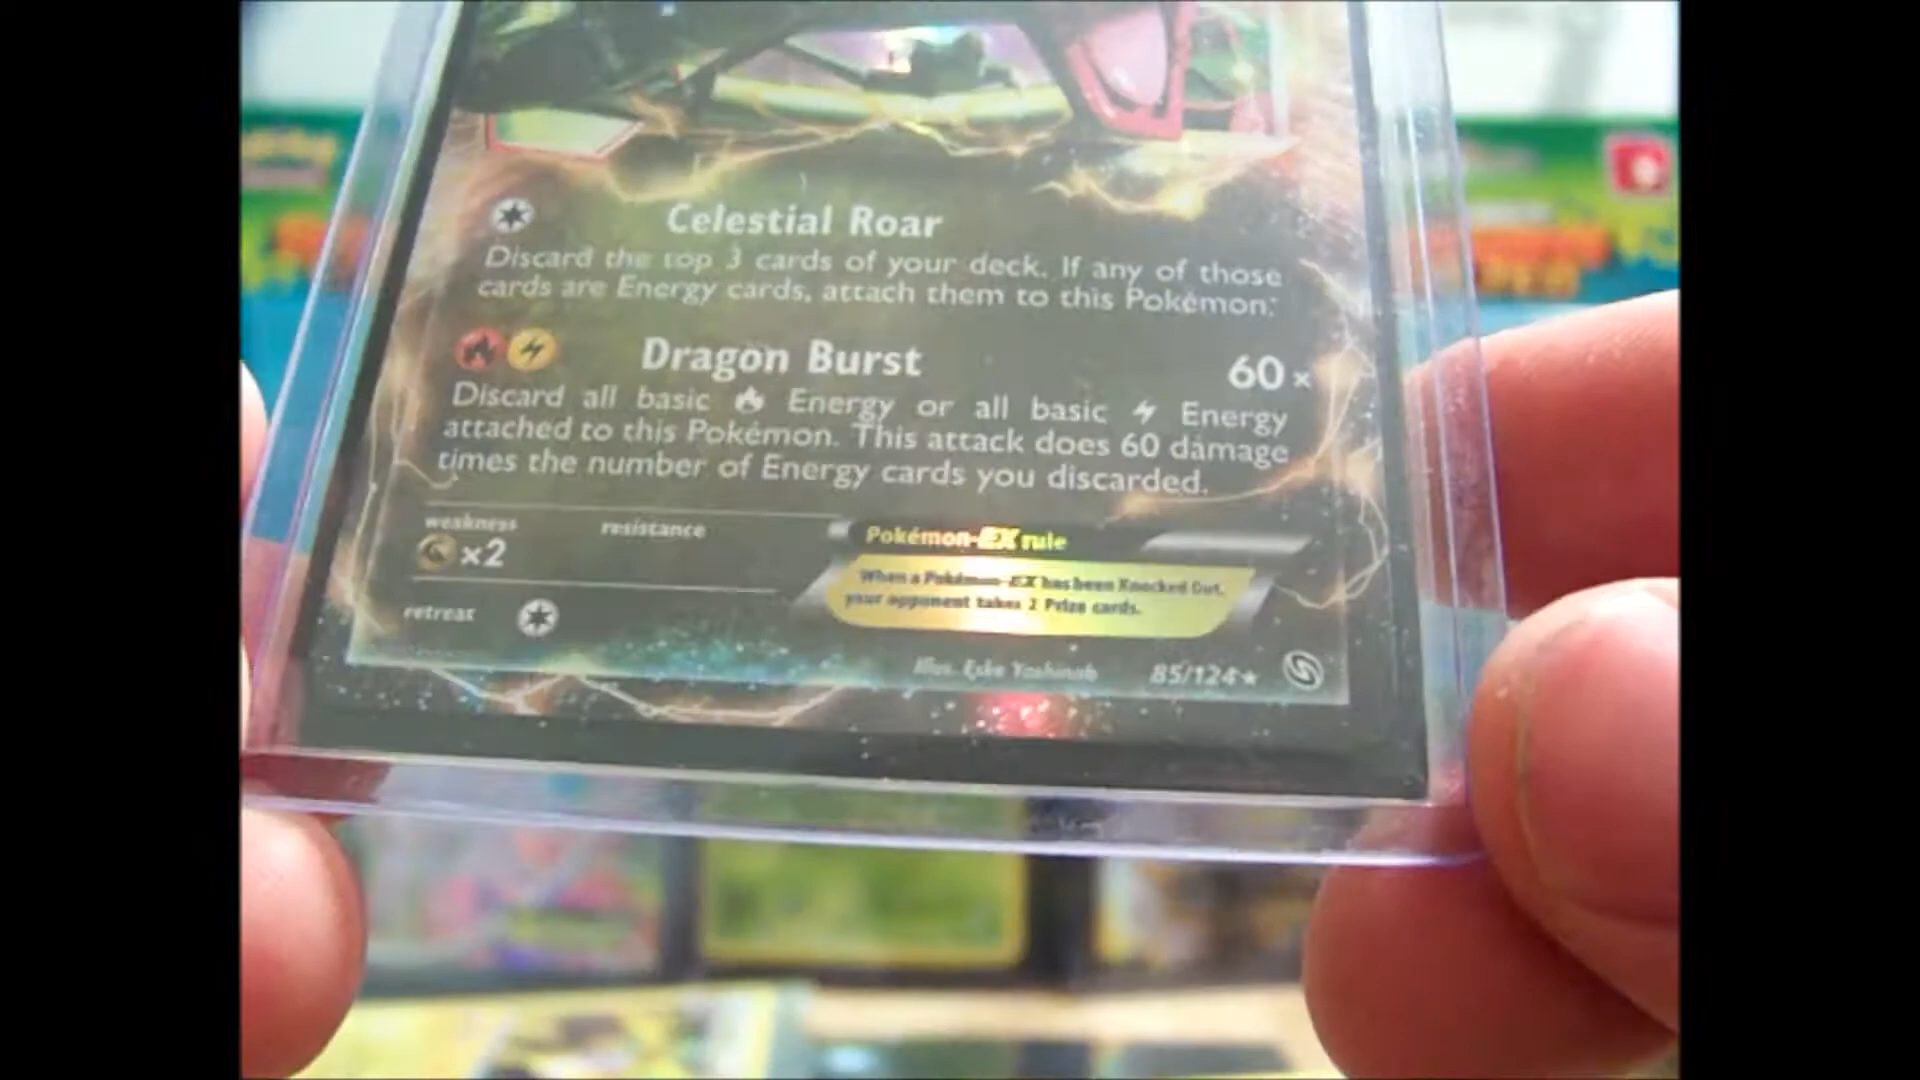 Celestial Roar
Discard the top 3 cards of your deck. If any of those
cards are Energy cards, attach them to this Pokémon.
Dragon Burst 60×
Discard all basic Energy or all basic Energy
attached to this Pokémon. This attack does 60 damage
times the number of Energy cards you discarded.
weakness resistance
×2
Pokémon-EX rule
When a Pokémon-EX has been Knocked Out,
your opponent takes 2 Prize cards.
retreat
Illus. Eske Yoshinob 85/124★